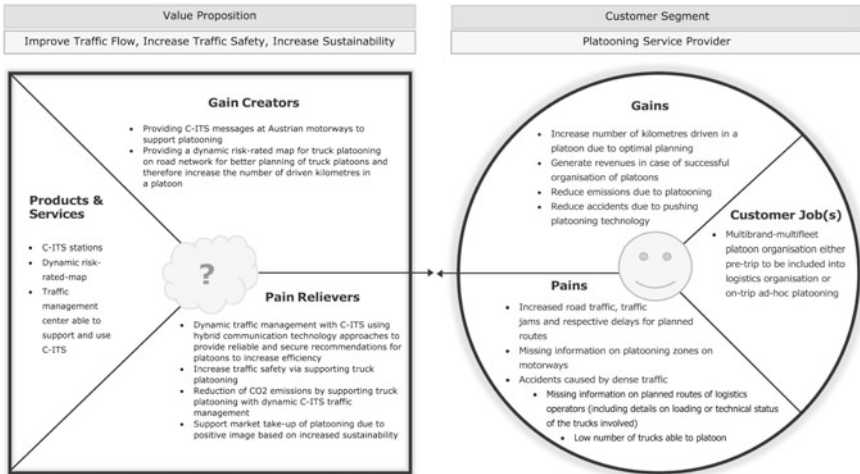 Value Proposition
Improve Traffic Flow, Increase Traffic Safety, Increase Sustainability
Gain Creators
• Providing C-ITS messages at Austrian motorways to
support platooning
• Providing a dynamic risk-rated map for truck platooning
on road network for better planning of truck platoons and
therefore increase the number of driven kilometres in
a platoon
Products &
Services
• C-ITS stations
• Dynamic risk-
rated-map
• Traffic
management
center able to
support and use
C-ITS
?
Pain Relievers
• Dynamic traffic management with C-ITS using
hybrid communication technology approaches to
provide reliable and secure recommendations for
platoons to increase efficiency
• Increase traffic safety via supporting truck
platooning
• Reduction of CO2 emissions by supporting truck
platooning with dynamic C-ITS traffic
management
• Support market take-up of platooning due to
positive image based on increased sustainability
Customer Segment
Platooning Service Provider
Gains
• Increase number of kilometres driven in a
platoon due to optimal planning
• Generate revenues in case of successful
organisation of platoons
• Reduce emissions due to platooning
• Reduce accidents due to pushing
platooning technology
Customer Job(s)
• Multibrand-multifleet
platoon organisation either
pre-trip to be included into
logistics organisation or
on-trip ad-hoc platooning
Pains
• Increased road traffic, traffic
jams and respective delays for planned
routes
• Missing information on platooning zones on
motorways
• Accidents caused by dense traffic
• Missing information on planned routes of logistics
operators (including details on loading or technical status
of the trucks involved)
• Low number of trucks able to platoon